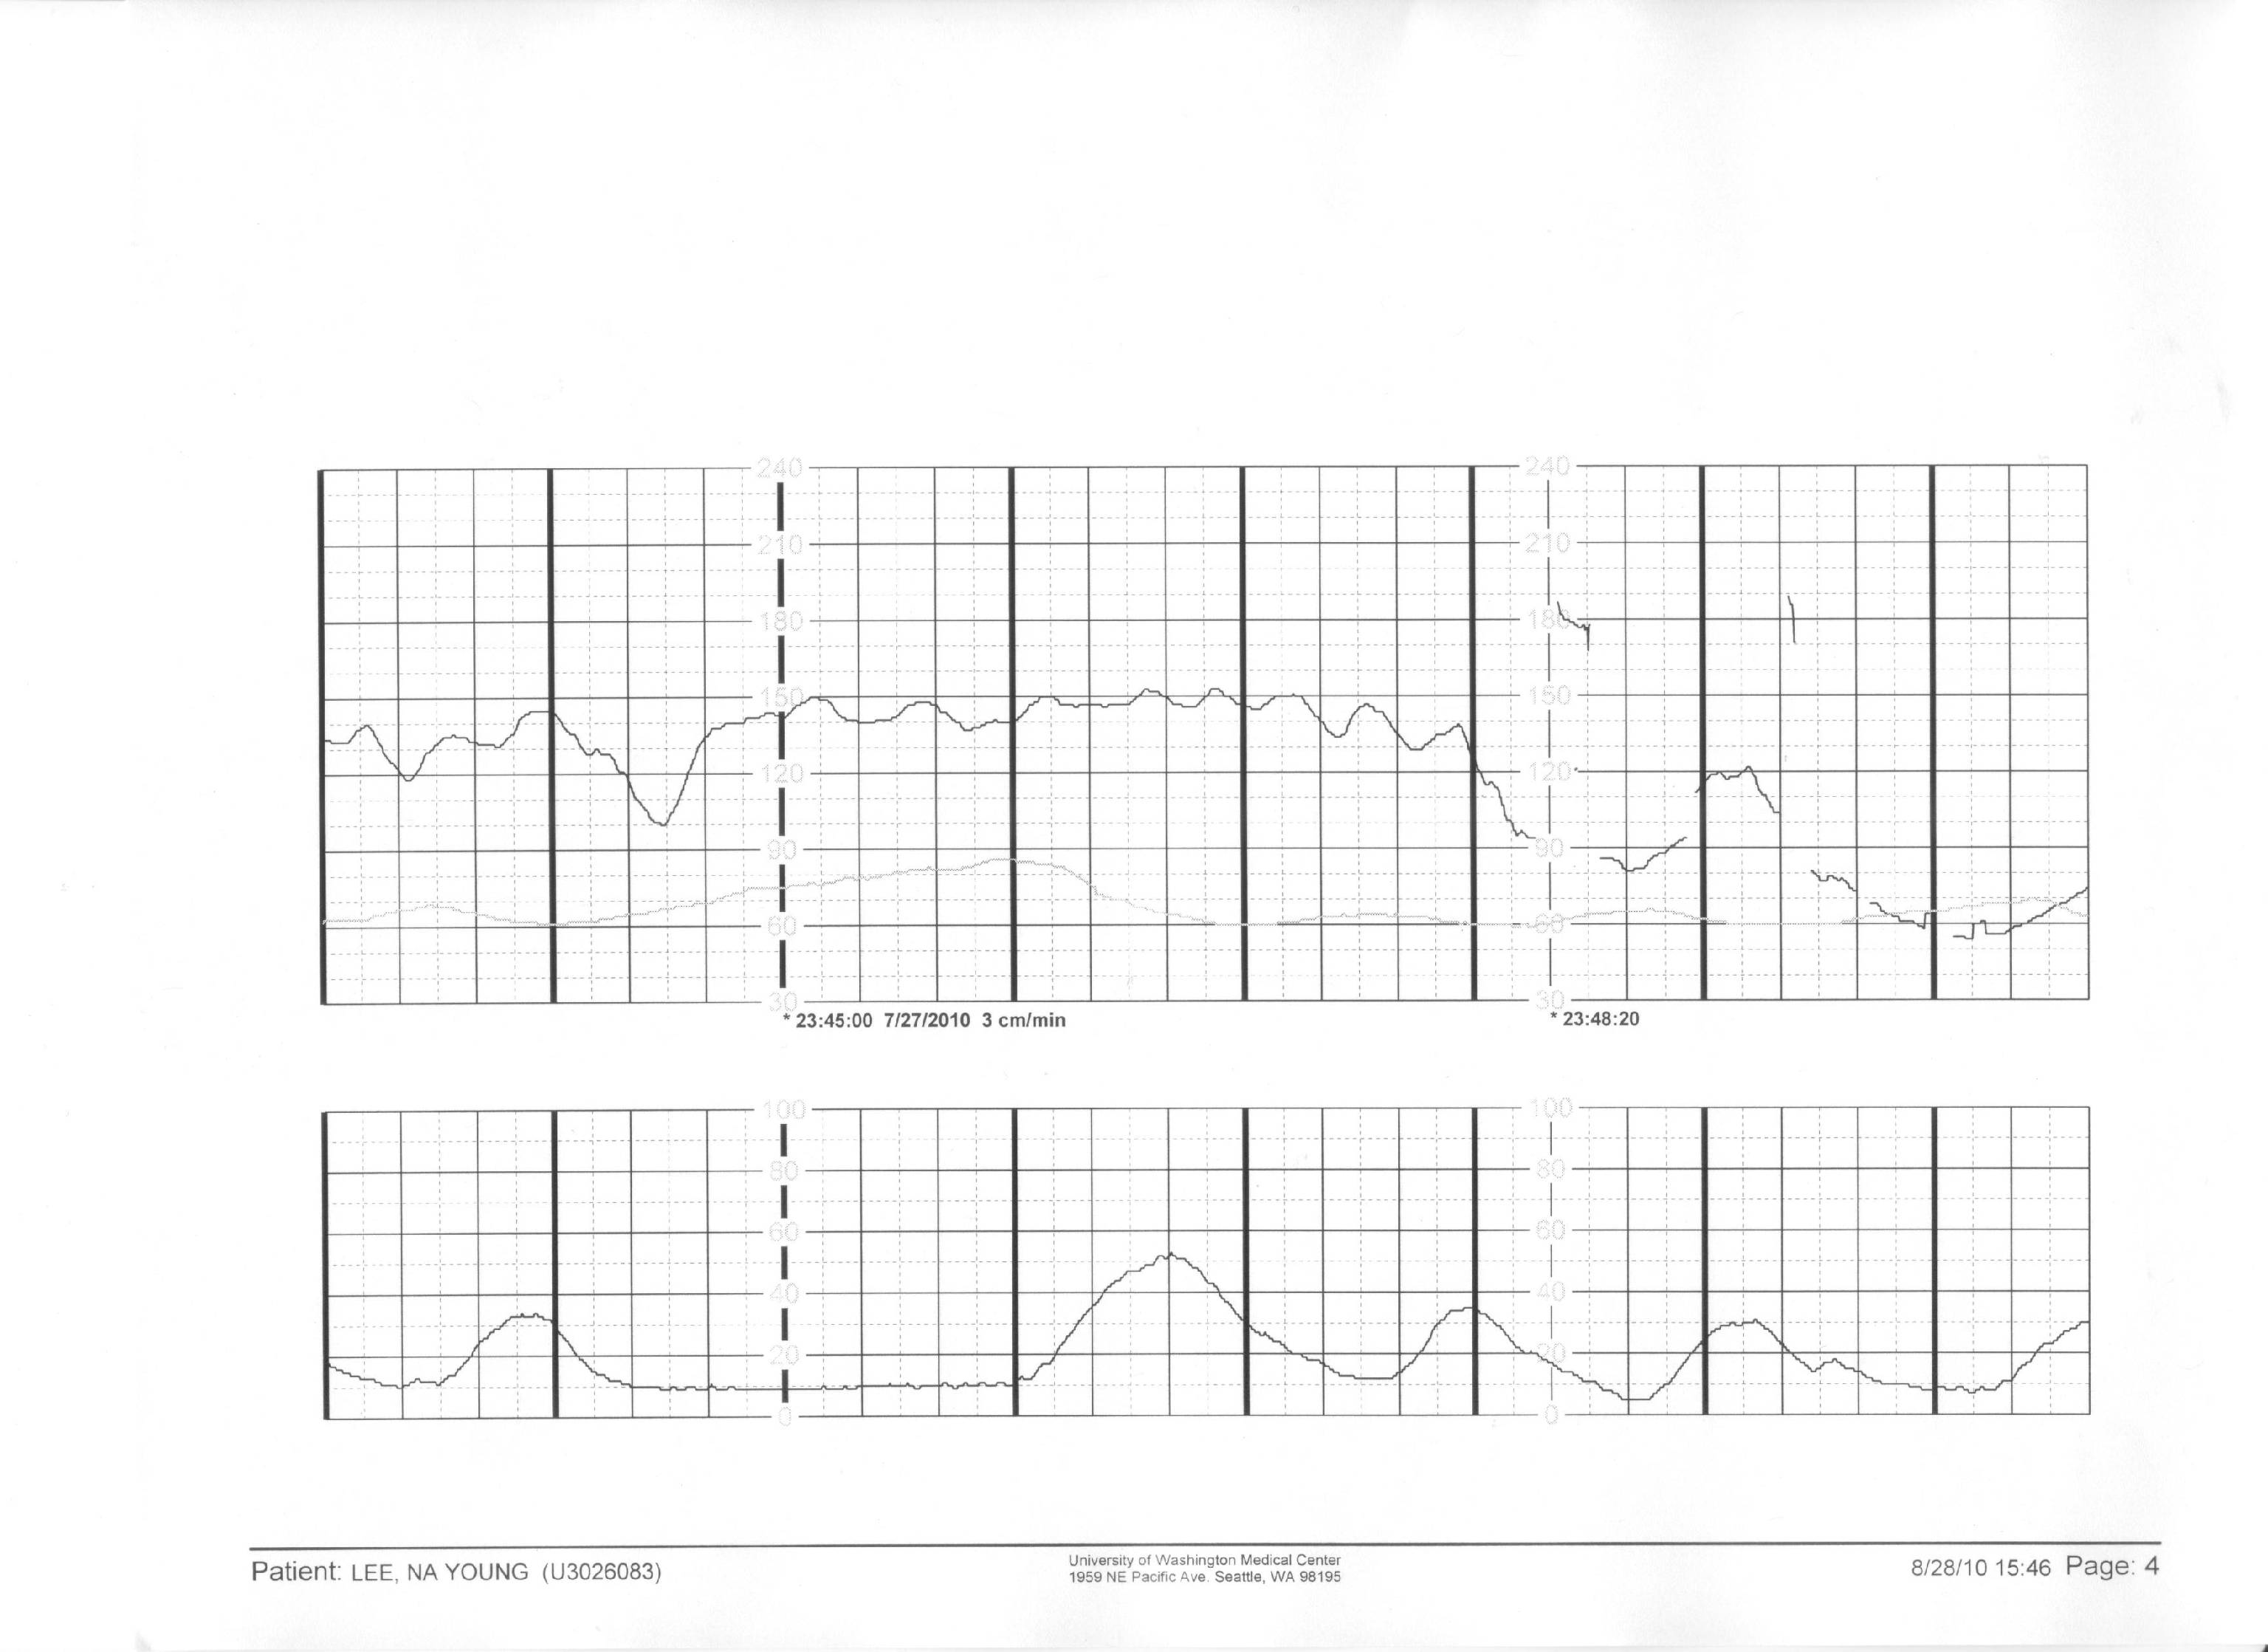 240 240
210 210
180 180
150 150
120 120
90 90
60 60
30 30
* 23:45:00 7/27/2010 3 cm/min * 23:48:20
100 100
80 80
60 60
40 40
20 20
0 0
Patient: LEE, NA YOUNG (U3026083)
University of Washington Medical Center
1959 NE Pacific Ave. Seattle, WA 98195
8/28/10 15:46 Page: 4